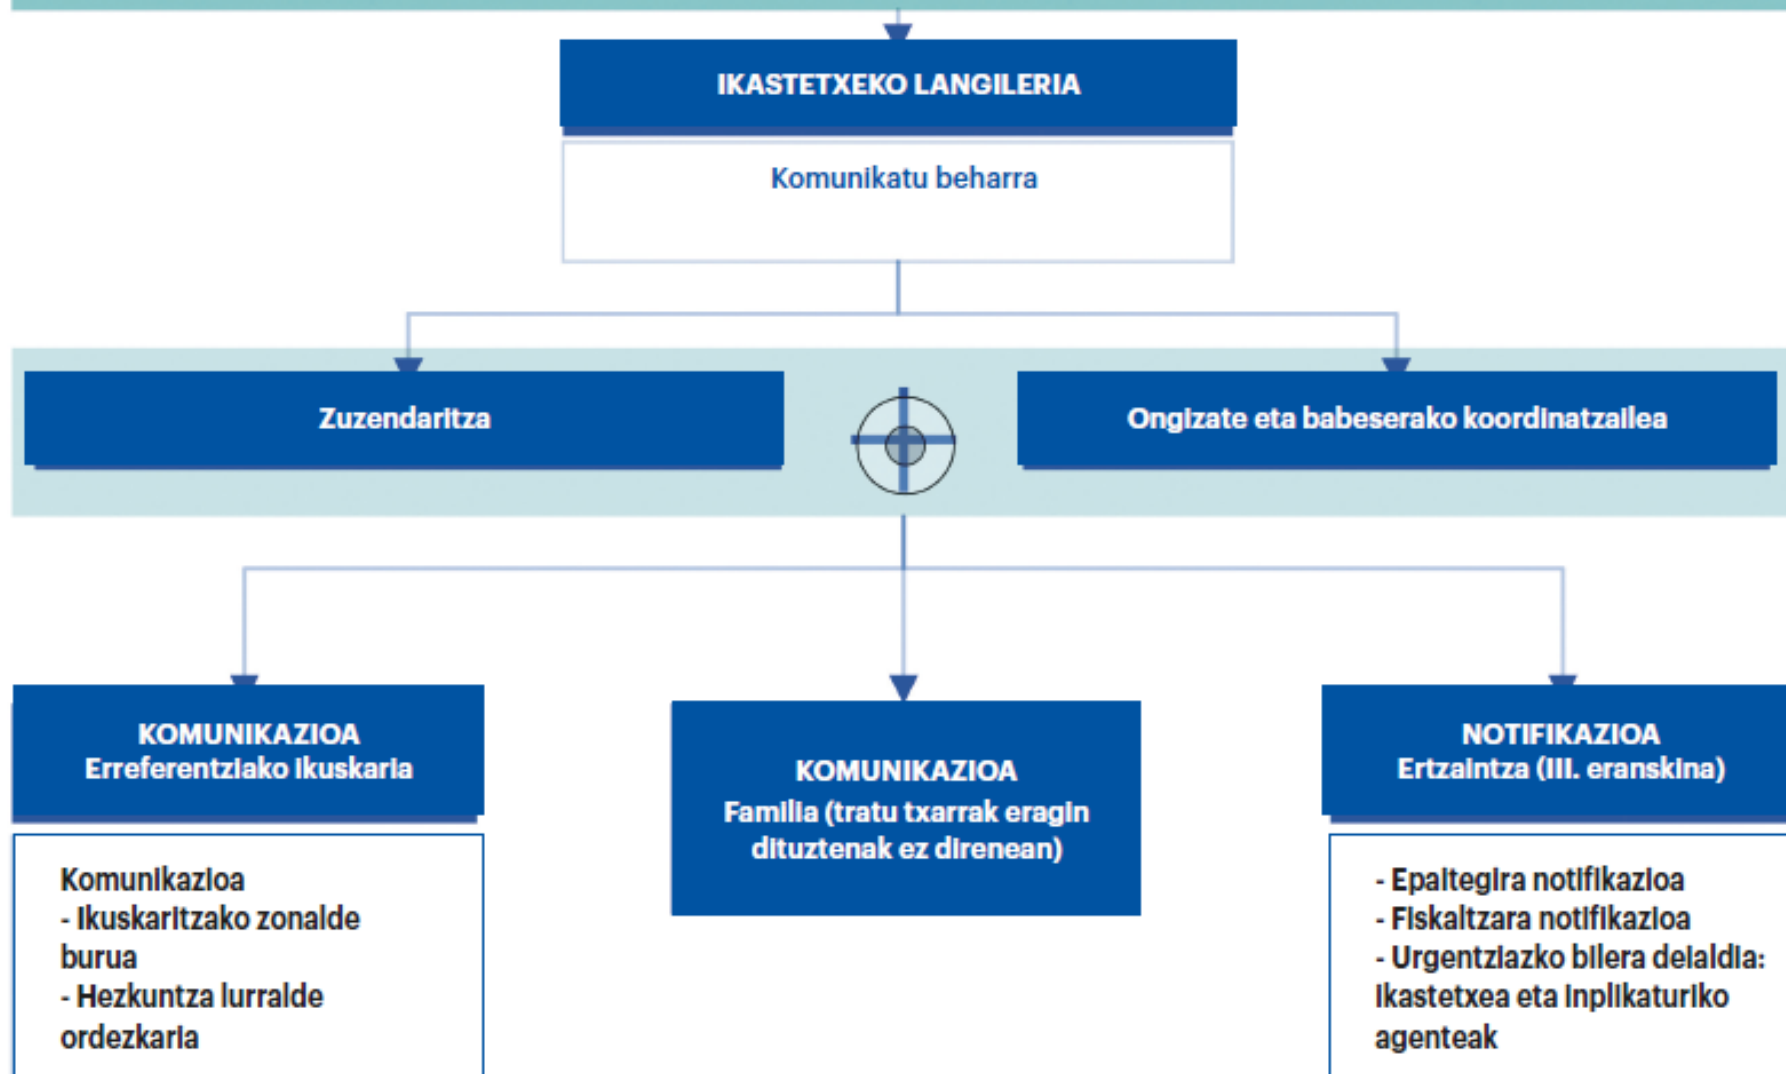 IKASTETXEKO LANGILERIA
Komunikatu beharra
Zuzendaritza
Ongizate eta babeserako koordinatzailea
KOMUNIKAZIOA
Erreferentziako ikuskaria
Komunikazioa
- Ikuskaritzako zonalde
burua
- Hezkuntza lurralde
ordezkaria
KOMUNIKAZIOA
Familia (tratu txarrak eragin
dituztenak ez direnean)
NOTIFIKAZIOA
Ertzaintza (III. eranskina)
- Epaitegira notifikazioa
- Fiskaltzara notifikazioa
- Urgentziazko bilera deialdia:
ikastetxea eta inplikaturiko
agenteak